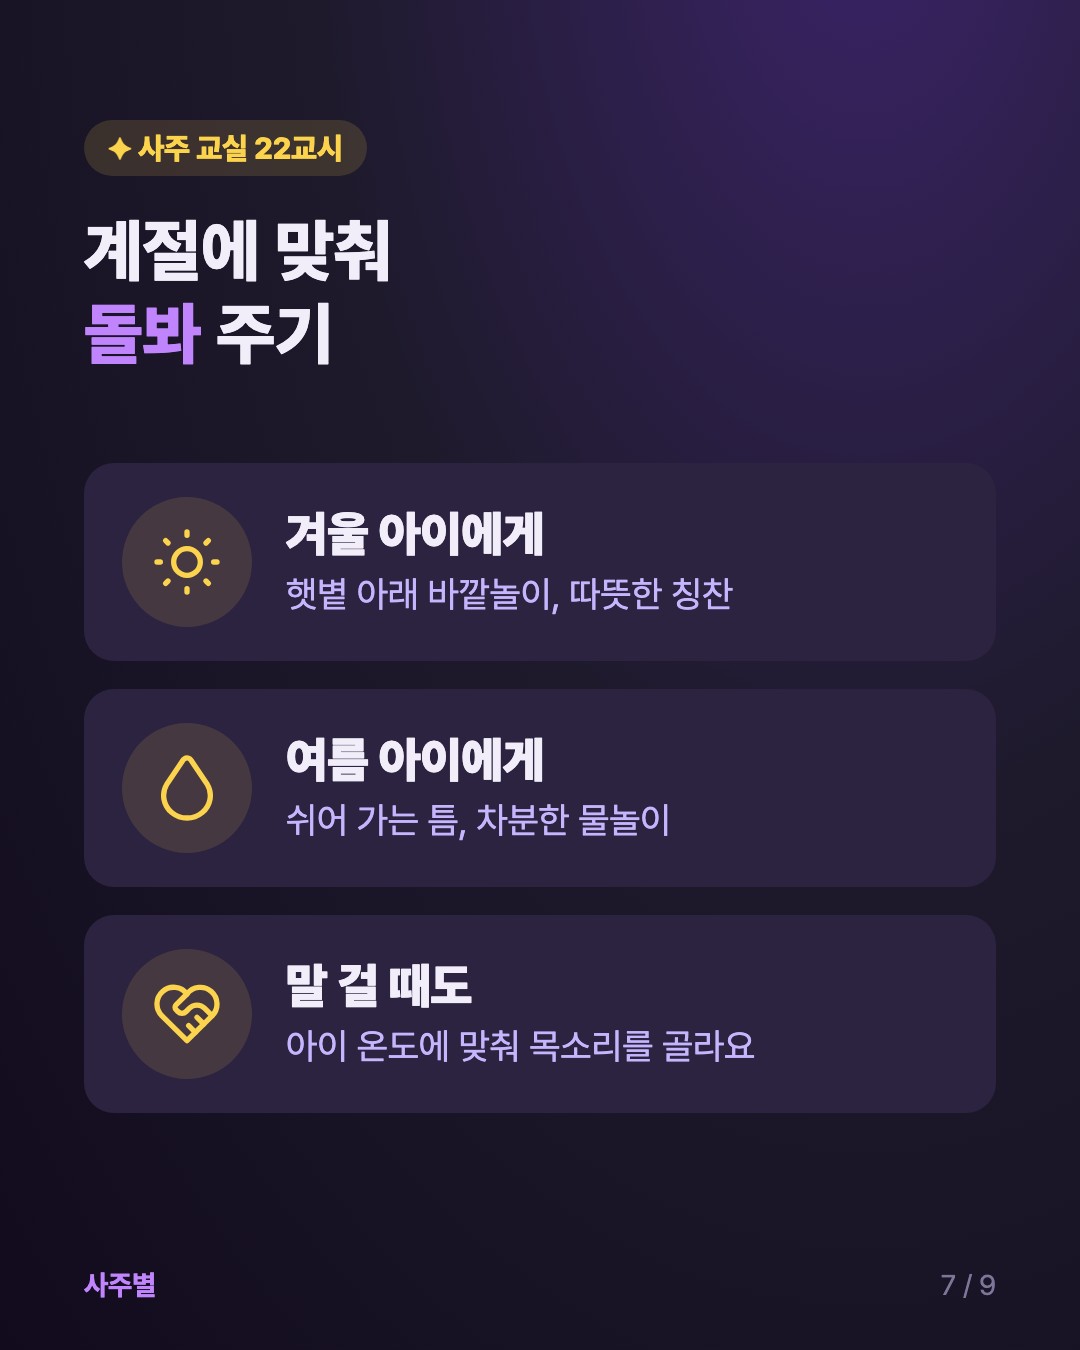 ✦ 사주 교실 22교시
계절에 맞춰
돌봐 주기
겨울 아이에게
햇볕 아래 바깥놀이, 따뜻한 칭찬
여름 아이에게
쉬어 가는 틈, 차분한 물놀이
말 걸 때도
아이 온도에 맞춰 목소리를 골라요
사주별
7 / 9